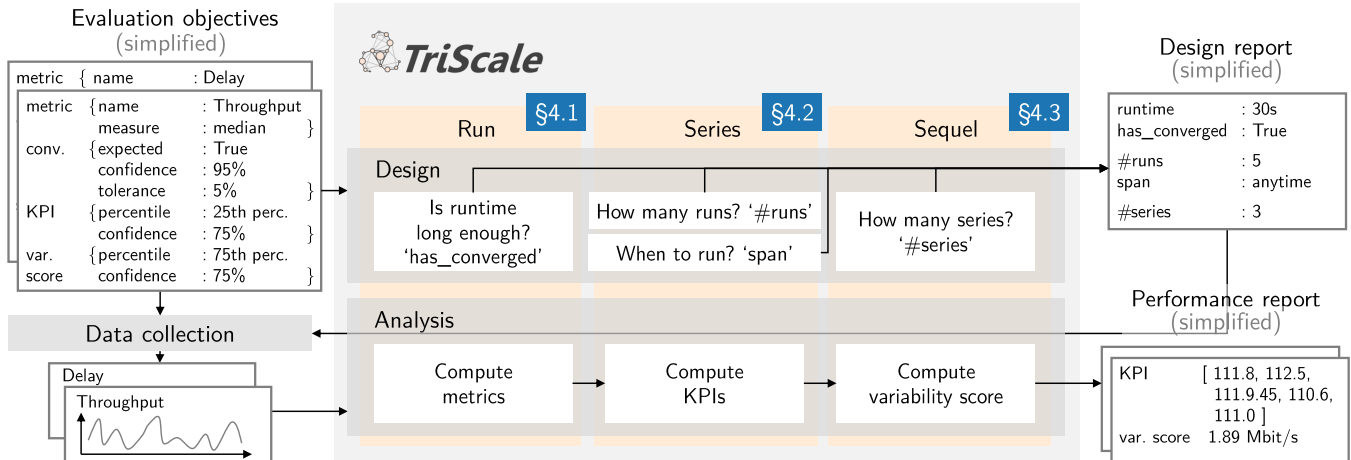 Evaluation objectives
(simplified)
metric { name : Delay
metric {name : Throughput
measure : median }
conv. {expected : True
confidence : 95%
tolerance : 5% }
KPI {percentile : 25th perc.
confidence : 75% }
var. {percentile : 75th perc.
score confidence : 75% }
Data collection
Delay
Throughput
TriScale
Run
§4.1
Series
§4.2
Sequel
§4.3
Design
Is runtime
long enough?
‘has_converged’
How many runs? ‘#runs’
When to run? ‘span’
How many series?
‘#series’
Analysis
Compute
metrics
Compute
KPIs
Compute
variability score
Design report
(simplified)
runtime : 30s
has_converged : True
#runs : 5
span : anytime
#series : 3
Performance report
(simplified)
KPI [ 111.8, 112.5,
111.9.45, 110.6,
111.0 ]
var. score 1.89 Mbit/s